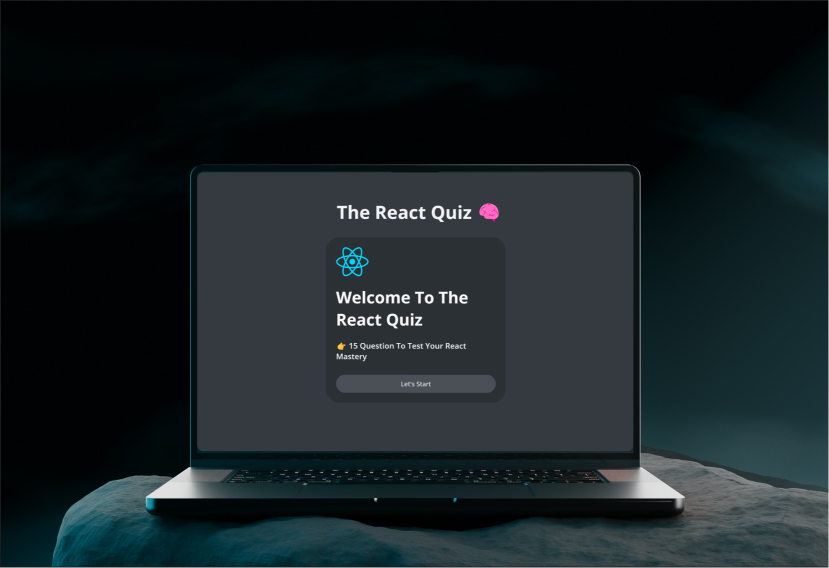 The React Quiz 🧠
Welcome To The
React Quiz
👉 15 Question To Test Your React
Mastery
Let's Start